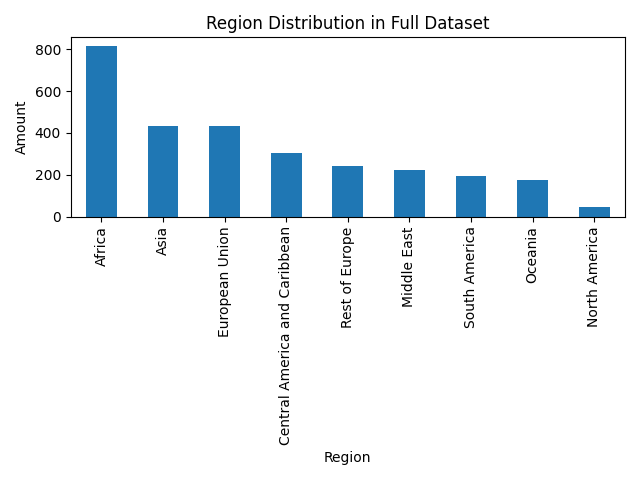 Region Distribution in Full Dataset
Amount
800
600
400
200
0
Africa
Asia
European Union
Central America and Caribbean
Rest of Europe
Middle East
South America
Oceania
North America
Region